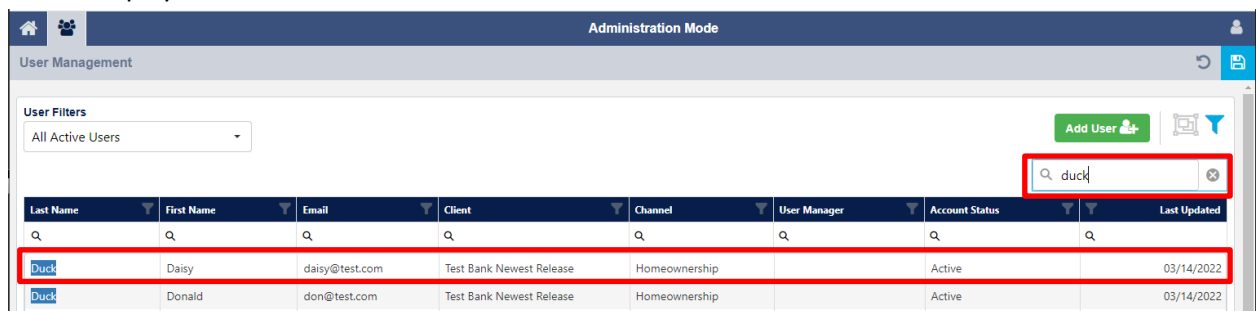 Administration Mode
User Management
User Filters
All Active Users
Add User
duck
Last Name First Name Email Client Channel User Manager Account Status Last Updated
Duck Daisy daisy@test.com Test Bank Newest Release Homeownership Active 03/14/2022
Duck Donald don@test.com Test Bank Newest Release Homeownership Active 03/14/2022